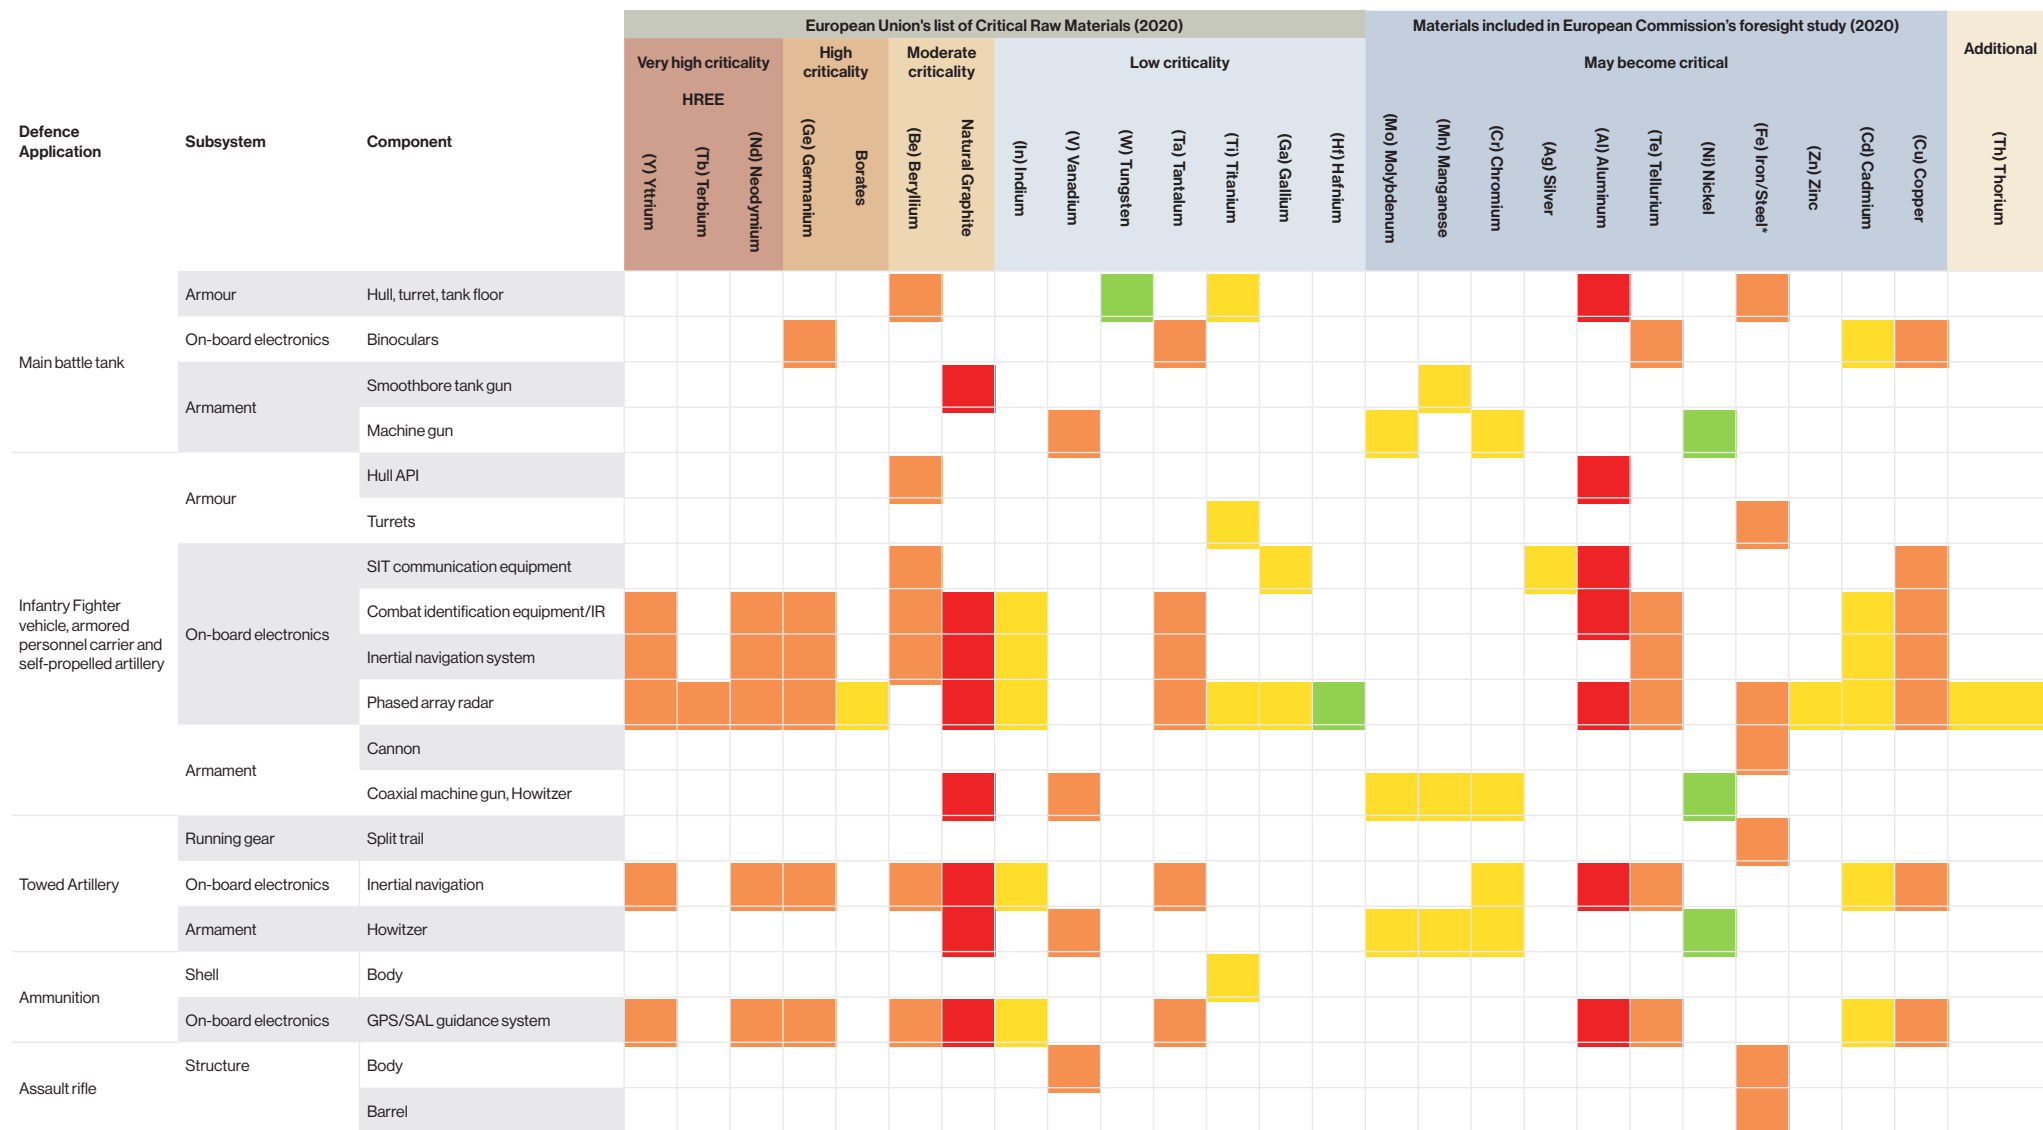 European Union's list of Critical Raw Materials (2020)
Materials included in European Commission's foresight study (2020)
Additional
Very high criticality
High
criticality
Moderate
criticality
Low criticality
May become critical
HREE
Defence
Application
Subsystem
Component
(Y) Yttrium
(Tb) Terbium
(Nd) Neodymium
(Ge) Germanium
Borates
(Be) Beryllium
Natural Graphite
(In) Indium
(V) Vanadium
(W) Tungsten
(Ta) Tantalum
(Ti) Titanium
(Ga) Gallium
(Hf) Hafnium
(Mo) Molybdenum
(Mn) Manganese
(Cr) Chromium
(Ag) Silver
(Al) Aluminum
(Te) Tellurium
(Ni) Nickel
(Fe) Iron/Steel*
(Zn) Zinc
(Cd) Cadmium
(Cu) Copper
(Th) Thorium
Main battle tank
Armour
Hull, turret, tank floor
On-board electronics
Binoculars
Armament
Smoothbore tank gun
Machine gun
Infantry Fighter
vehicle, armored
personnel carrier and
self-propelled artillery
Armour
Hull API
Turrets
On-board electronics
SIT communication equipment
Combat identification equipment/IR
Inertial navigation system
Phased array radar
Armament
Cannon
Coaxial machine gun, Howitzer
Towed Artillery
Running gear
Split trail
On-board electronics
Inertial navigation
Armament
Howitzer
Ammunition
Shell
Body
On-board electronics
GPS/SAL guidance system
Assault rifle
Structure
Body
Barrel